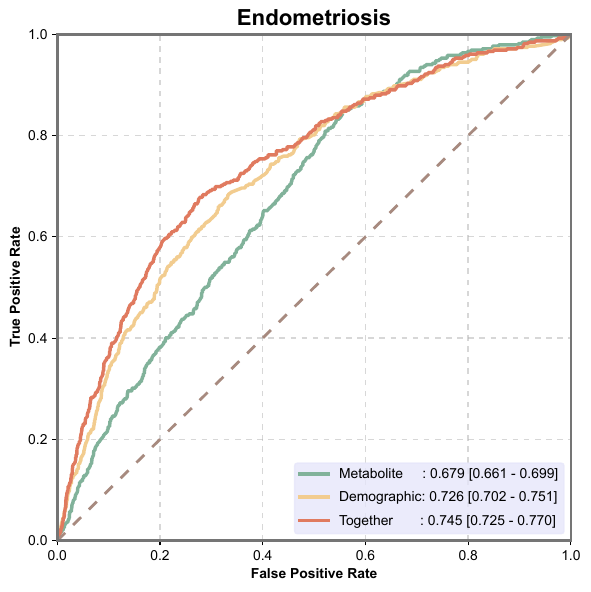 Endometriosis
True Positive Rate
1.0
0.8
0.6
0.4
0.2
0.0
Metabolite : 0.679 [0.661 - 0.699]
Demographic: 0.726 [0.702 - 0.751]
Together : 0.745 [0.725 - 0.770]
0.0 0.2 0.4 0.6 0.8 1.0
False Positive Rate